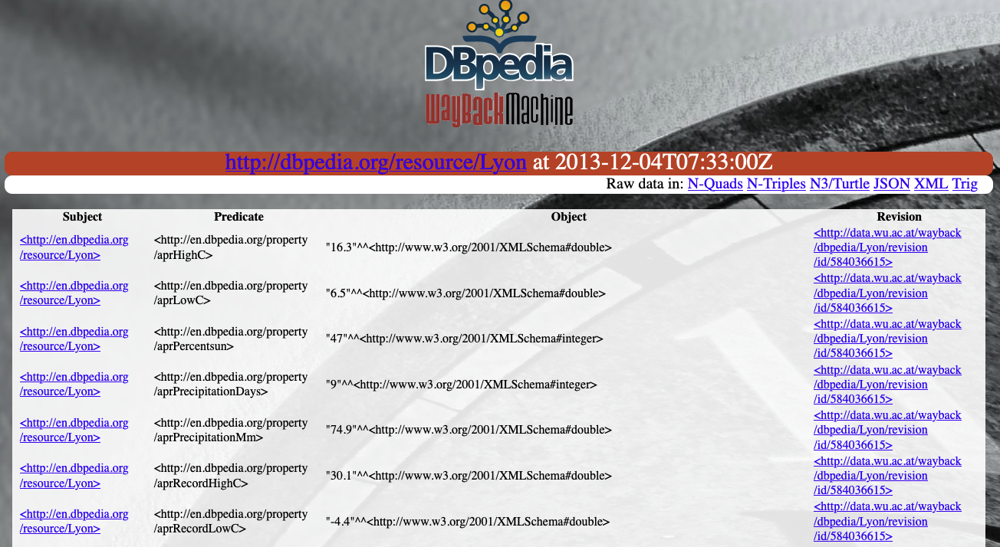 DBpedia
WayBackMachine
http://dbpedia.org/resource/Lyon at 2013-12-04T07:33:00Z
Raw data in: N-Quads N-Triples N3/Turtle JSON XML Trig
Subject Predicate Object Revision
<http://en.dbpedia.org
/resource/Lyon>
<http://en.dbpedia.org/property
/aprHighC>
"16.3"^^<http://www.w3.org/2001/XMLSchema#double>
<http://data.wu.ac.at/wayback
/dbpedia/Lyon/revision
/id/584036615>
<http://en.dbpedia.org
/resource/Lyon>
<http://en.dbpedia.org/property
/aprLowC>
"6.5"^^<http://www.w3.org/2001/XMLSchema#double>
<http://data.wu.ac.at/wayback
/dbpedia/Lyon/revision
/id/584036615>
<http://en.dbpedia.org
/resource/Lyon>
<http://en.dbpedia.org/property
/aprPercentsun>
"47"^^<http://www.w3.org/2001/XMLSchema#integer>
<http://data.wu.ac.at/wayback
/dbpedia/Lyon/revision
/id/584036615>
<http://en.dbpedia.org
/resource/Lyon>
<http://en.dbpedia.org/property
/aprPrecipitationDays>
"9"^^<http://www.w3.org/2001/XMLSchema#integer>
<http://data.wu.ac.at/wayback
/dbpedia/Lyon/revision
/id/584036615>
<http://en.dbpedia.org
/resource/Lyon>
<http://en.dbpedia.org/property
/aprPrecipitationMm>
"74.9"^^<http://www.w3.org/2001/XMLSchema#double>
<http://data.wu.ac.at/wayback
/dbpedia/Lyon/revision
/id/584036615>
<http://en.dbpedia.org
/resource/Lyon>
<http://en.dbpedia.org/property
/aprRecordHighC>
"30.1"^^<http://www.w3.org/2001/XMLSchema#double>
<http://data.wu.ac.at/wayback
/dbpedia/Lyon/revision
/id/584036615>
<http://en.dbpedia.org
/resource/Lyon>
<http://en.dbpedia.org/property
/aprRecordLowC>
"-4.4"^^<http://www.w3.org/2001/XMLSchema#double>
<http://data.wu.ac.at/wayback
/dbpedia/Lyon/revision
/id/584036615>